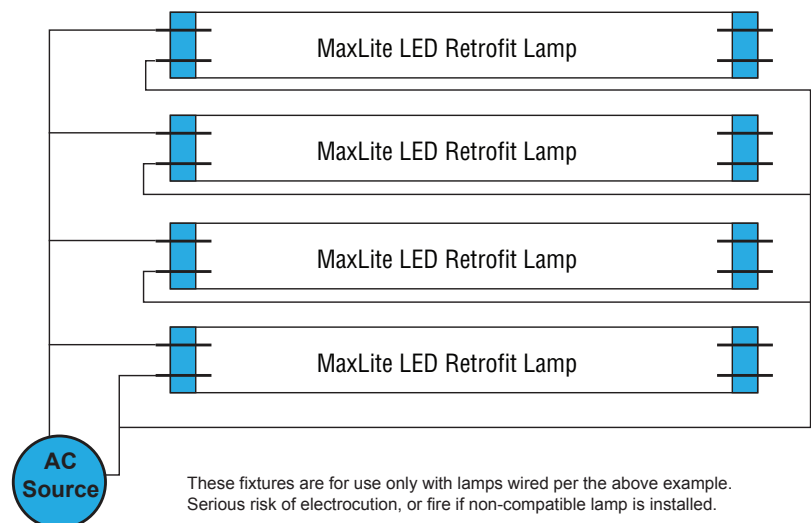 MaxLite LED Retrofit Lamp
MaxLite LED Retrofit Lamp
MaxLite LED Retrofit Lamp
MaxLite LED Retrofit Lamp
AC
Source
These fixtures are for use only with lamps wired per the above example.
Serious risk of electrocution, or fire if non-compatible lamp is installed.